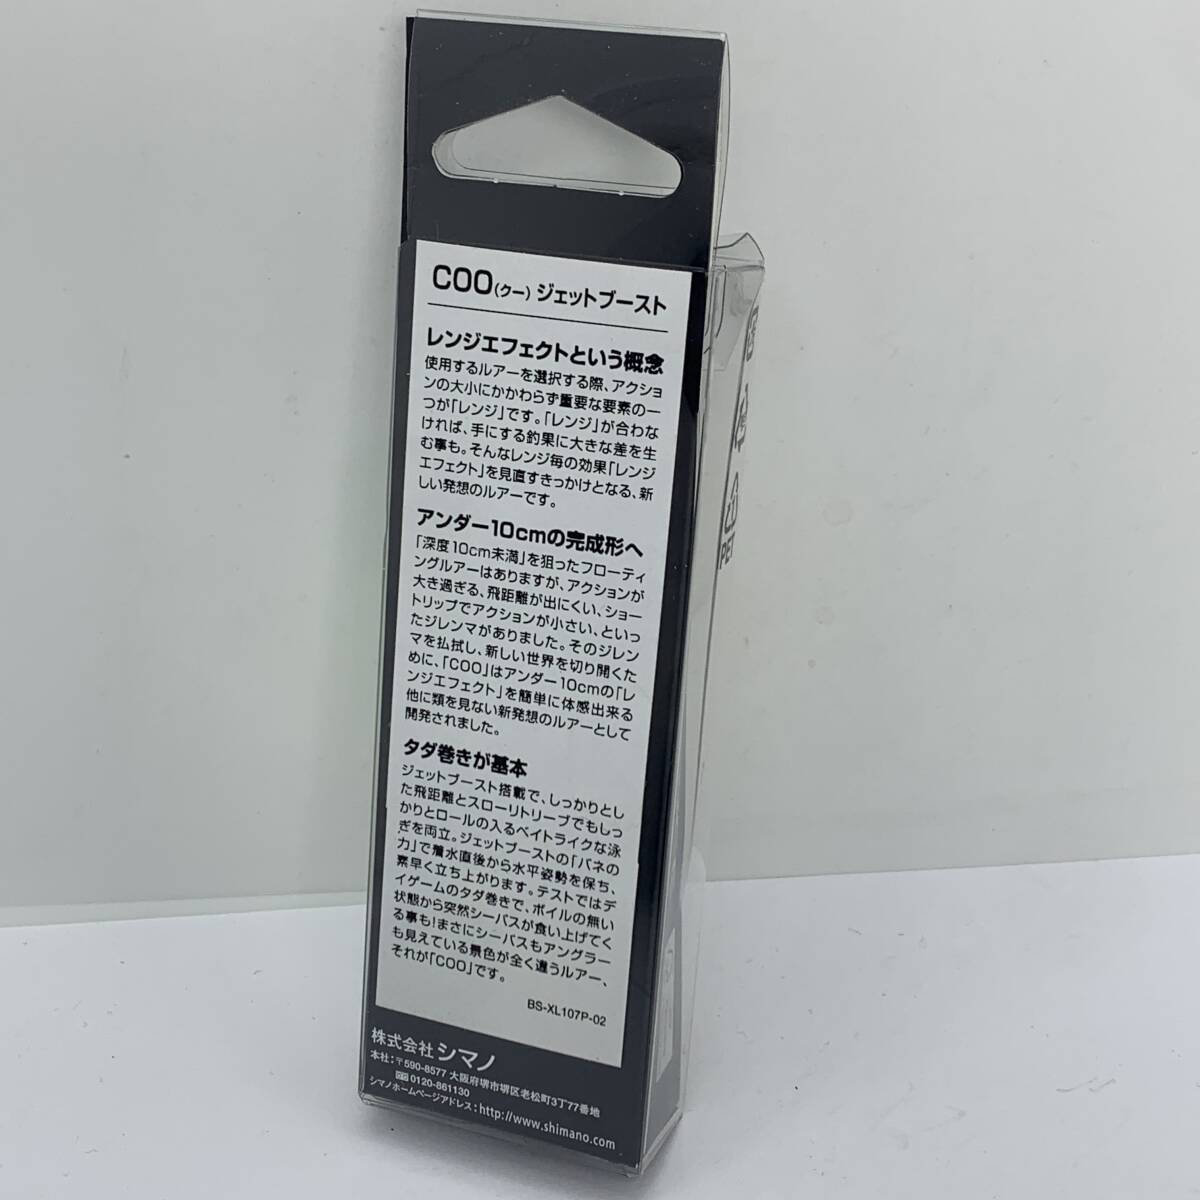 COO(クー) ジェットブースト
レンジエフェクトという概念
使用するルアーを選択する際、アクショ
ンの大小にかかわらず重要な要素の一
つが「レンジ」です。「レンジ」が合わな
ければ、手にする釣果に大きな差を生
む事も。そんなレンジ毎の効果「レンジ
エフェクト」を見直すきっかけとなる、新
しい発想のルアーです。
アンダー10cmの完成形へ
「深度10cm未満」を狙ったフローティ
ングルアーはありますが、アクションが
大き過ぎる、飛距離が出にくい、ショー
トリップでアクションが小さい、といっ
たジレンマがありました。そのジレン
マを払拭し、新しい世界を切り開くた
めに、「COO」はアンダー10cmの「レ
ンジエフェクト」を簡単に体感出来る
他に類を見ない新発想のルアーとして
開発されました。
タダ巻きが基本
ジェットブースト搭載で、しっかりとし
た飛距離とスローリトリーブでもしっ
かりとロールの入るベイトライクな泳
ぎを両立。ジェットブーストの「バネの
力」で着水直後から水平姿勢を保ち、
素早く立ち上がります。テストではデ
イゲームのタダ巻きで、ボイルの無い
状態から突然シーバスが食い上げてく
る事も!まさにシーバスもアングラー
も見えている景色が全く違うルアー、
それが「COO」です。
BS-XL107P-02
株式会社シマノ
本社:〒590-8577 大阪府堺市堺区老松町3丁77番地
0120-861130
シマノホームページアドレス:http://www.shimano.com
PET